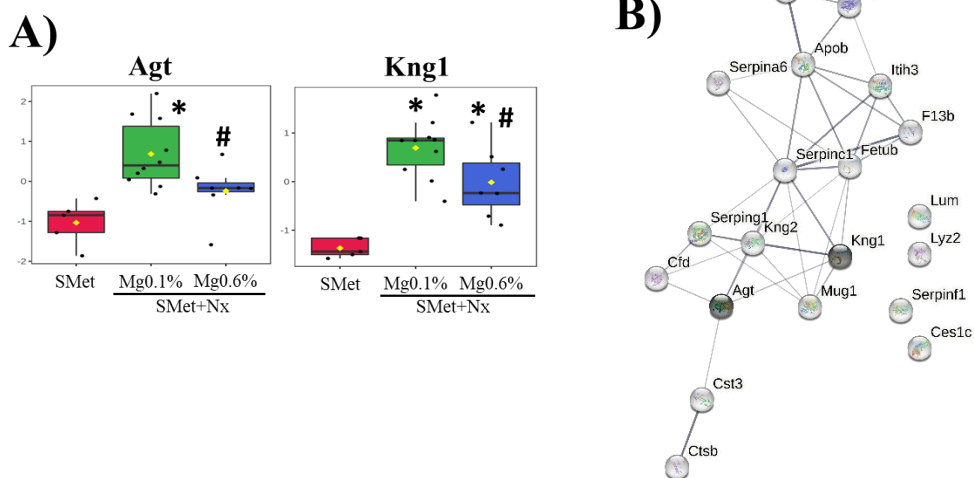 A)
Agt
Kng1
2
1
0
-1
-2
*
#
1
0
-1
*
*
#
SMet
Mg0.1%
Mg0.6%
SMet+Nx
SMet
Mg0.1%
Mg0.6%
SMet+Nx
B)
Apob
Serpina6
Itih3
F13b
Serpinc1
Fetub
Lum
Serping1
Kng2
Kng1
Lyz2
Cfd
Agt
Mug1
Serpinf1
Ces1c
Cst3
Ctsb